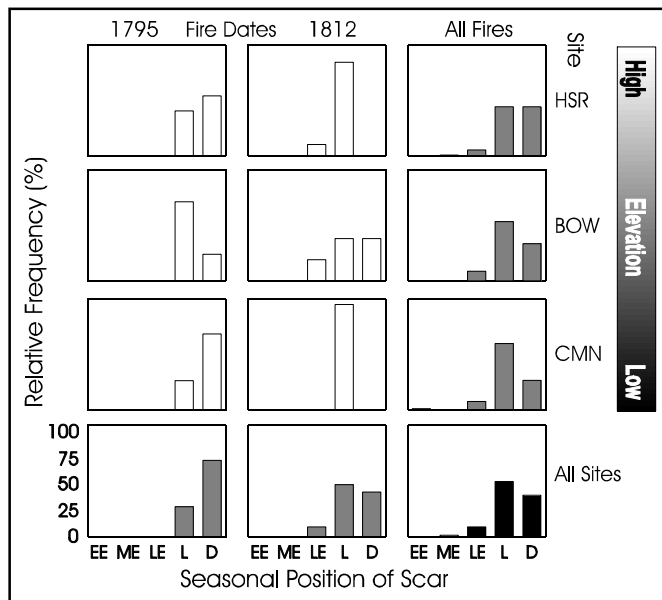 1795 Fire Dates 1812 All Fires
Site
HSR
BOW
CMN
All Sites
High
Elevation
Low
Relative Frequency (%)
100
75
50
25
0
EE ME LE L D
EE ME LE L D
EE ME LE L D
Seasonal Position of Scar